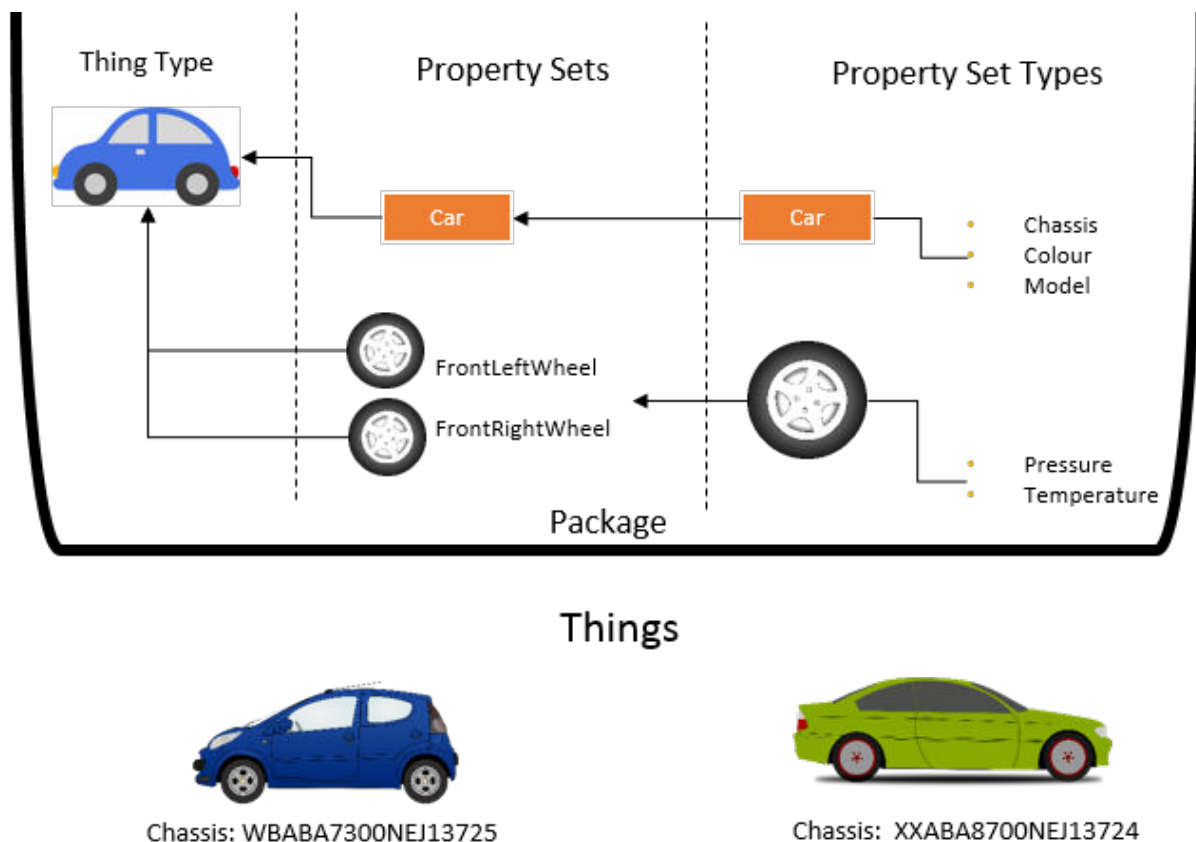 Thing Type
Property Sets
Property Set Types
Car
Car
Chassis
Colour
Model
FrontLeftWheel
FrontRightWheel
Pressure
Temperature
Package
Things
Chassis: WBABA7300NEJ13725
Chassis: XXABA8700NEJ13724